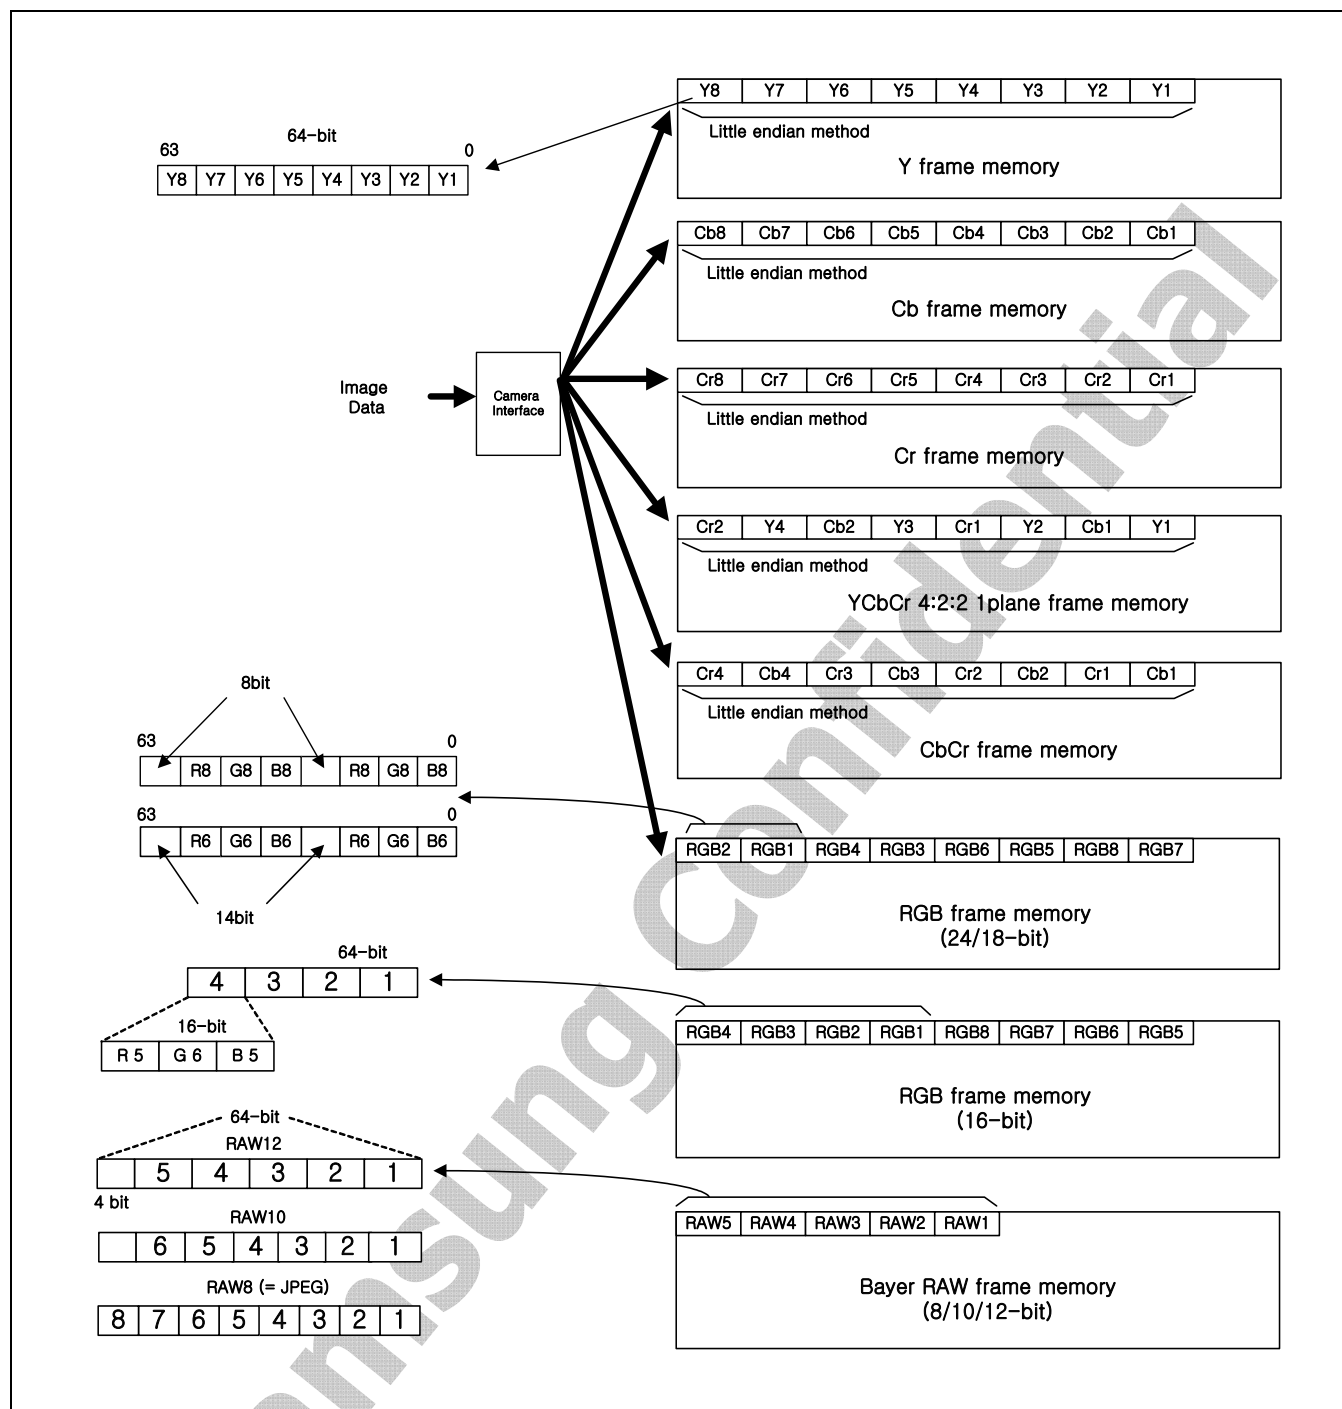 Y8 Y7 Y6 Y5 Y4 Y3 Y2 Y1
Little endian method
Y frame memory
64-bit
63 0
Y8 Y7 Y6 Y5 Y4 Y3 Y2 Y1
Cb8 Cb7 Cb6 Cb5 Cb4 Cb3 Cb2 Cb1
Little endian method
Cb frame memory
Image
Data
Camera
Interface
Cr8 Cr7 Cr6 Cr5 Cr4 Cr3 Cr2 Cr1
Little endian method
Cr frame memory
Cr2 Y4 Cb2 Y3 Cr1 Y2 Cb1 Y1
Little endian method
YCbCr 4:2:2 1plane frame memory
Cr4 Cb4 Cr3 Cb3 Cr2 Cb2 Cr1 Cb1
Little endian method
CbCr frame memory
8bit
63 0
R8 G8 B8 R8 G8 B8
63 0
R6 G6 B6 R6 G6 B6
14bit
RGB2 RGB1 RGB4 RGB3 RGB6 RGB5 RGB8 RGB7
RGB frame memory
(24/18-bit)
64-bit
4 3 2 1
16-bit
R 5 G 6 B 5
RGB4 RGB3 RGB2 RGB1 RGB8 RGB7 RGB6 RGB5
RGB frame memory
(16-bit)
64-bit
RAW12
5 4 3 2 1
4 bit
RAW10
6 5 4 3 2 1
RAW8 (= JPEG)
8 7 6 5 4 3 2 1
RAW5 RAW4 RAW3 RAW2 RAW1
Bayer RAW frame memory
(8/10/12-bit)
amsung Confidential